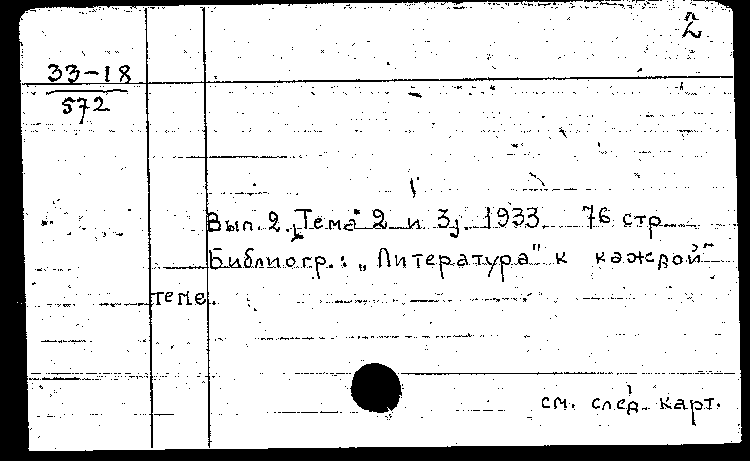 2
33-18
572
Вып. 2. [Тема 2 и 3]. 1933. 76 стр.
Библиогр.: „Литература" к каждой
теме.
см. след. карт.